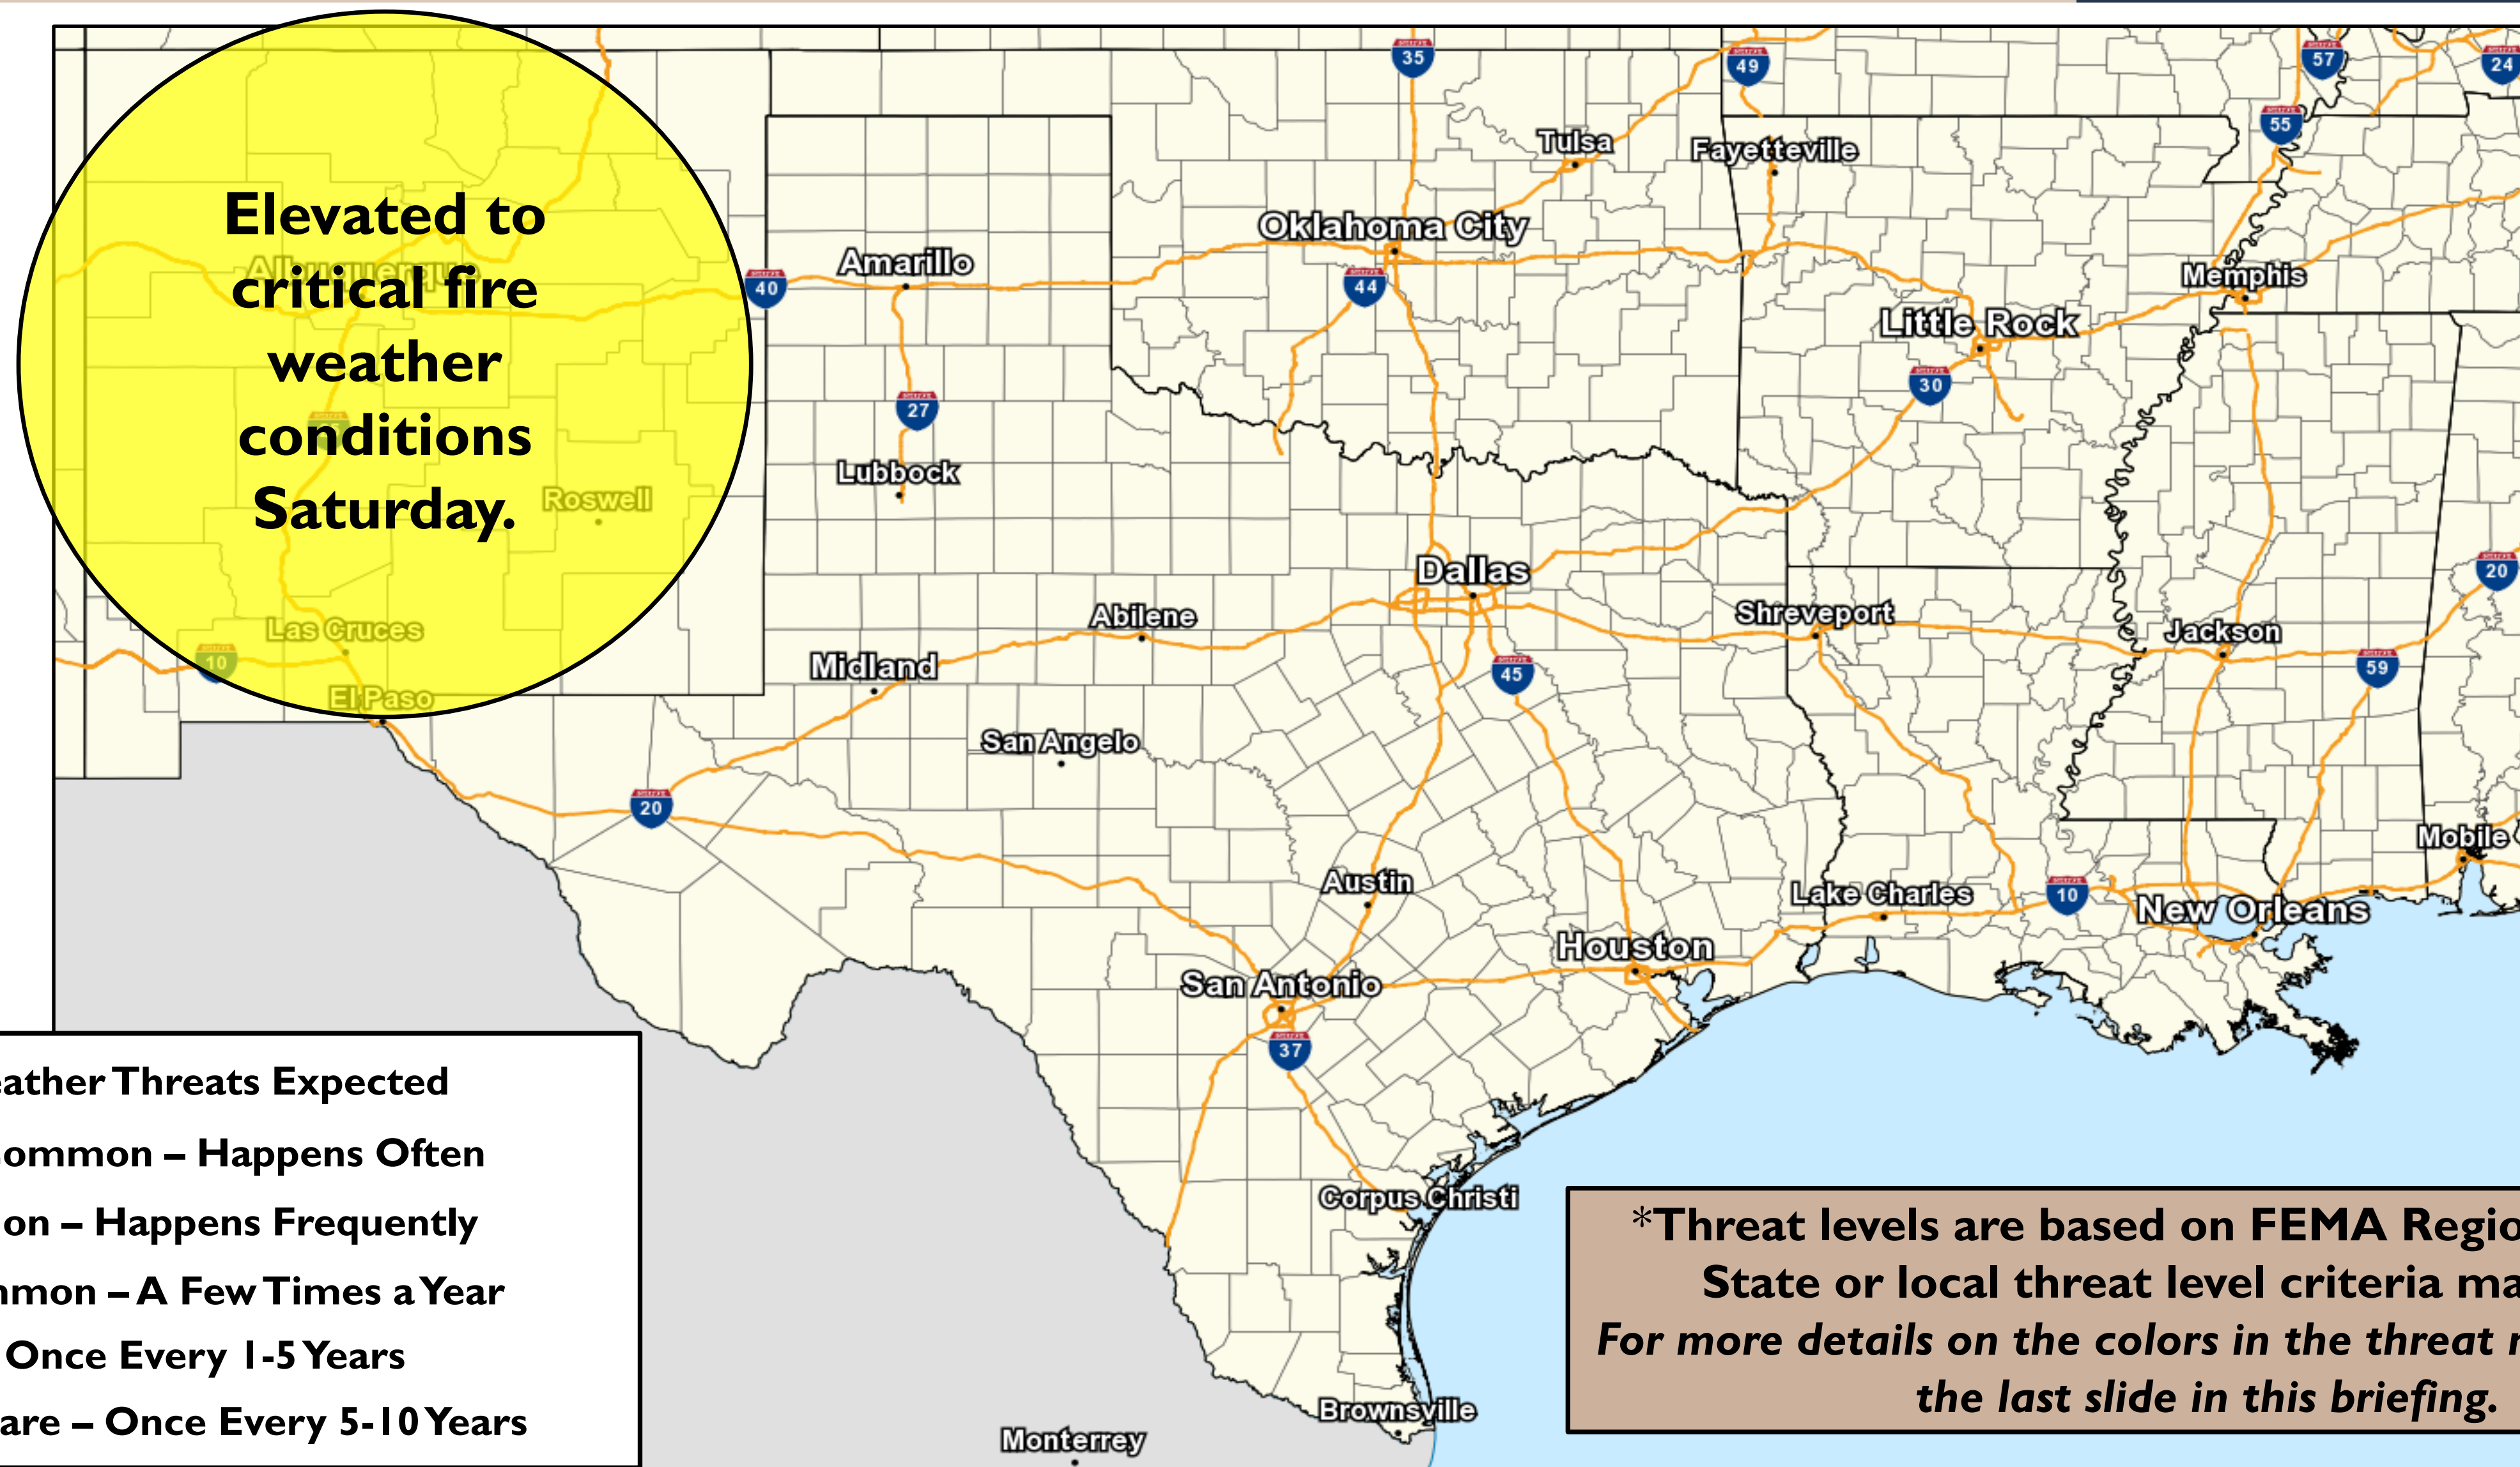 35
49
57
24
55
Tulsa
Fayetteville
Elevated to
critical fire
weather
conditions
Saturday.
Albuquerque
Oklahoma City
Amarillo
40
44
Memphis
Little Rock
30
27
Lubbock
Roswell
Dallas
20
Abilene
Shreveport
Las Cruces
Jackson
10
Midland
45
59
El Paso
San Angelo
20
Mobile
Austin
Lake Charles
10
New Orleans
Houston
San Antonio
37
eather Threats Expected
ommon – Happens Often
on – Happens Frequently
mmon – A Few Times a Year
Once Every 1-5 Years
are – Once Every 5-10 Years
Corpus Christi
Brownsville
Monterrey
*Threat levels are based on FEMA Regio
State or local threat level criteria ma
For more details on the colors in the threat
the last slide in this briefing.